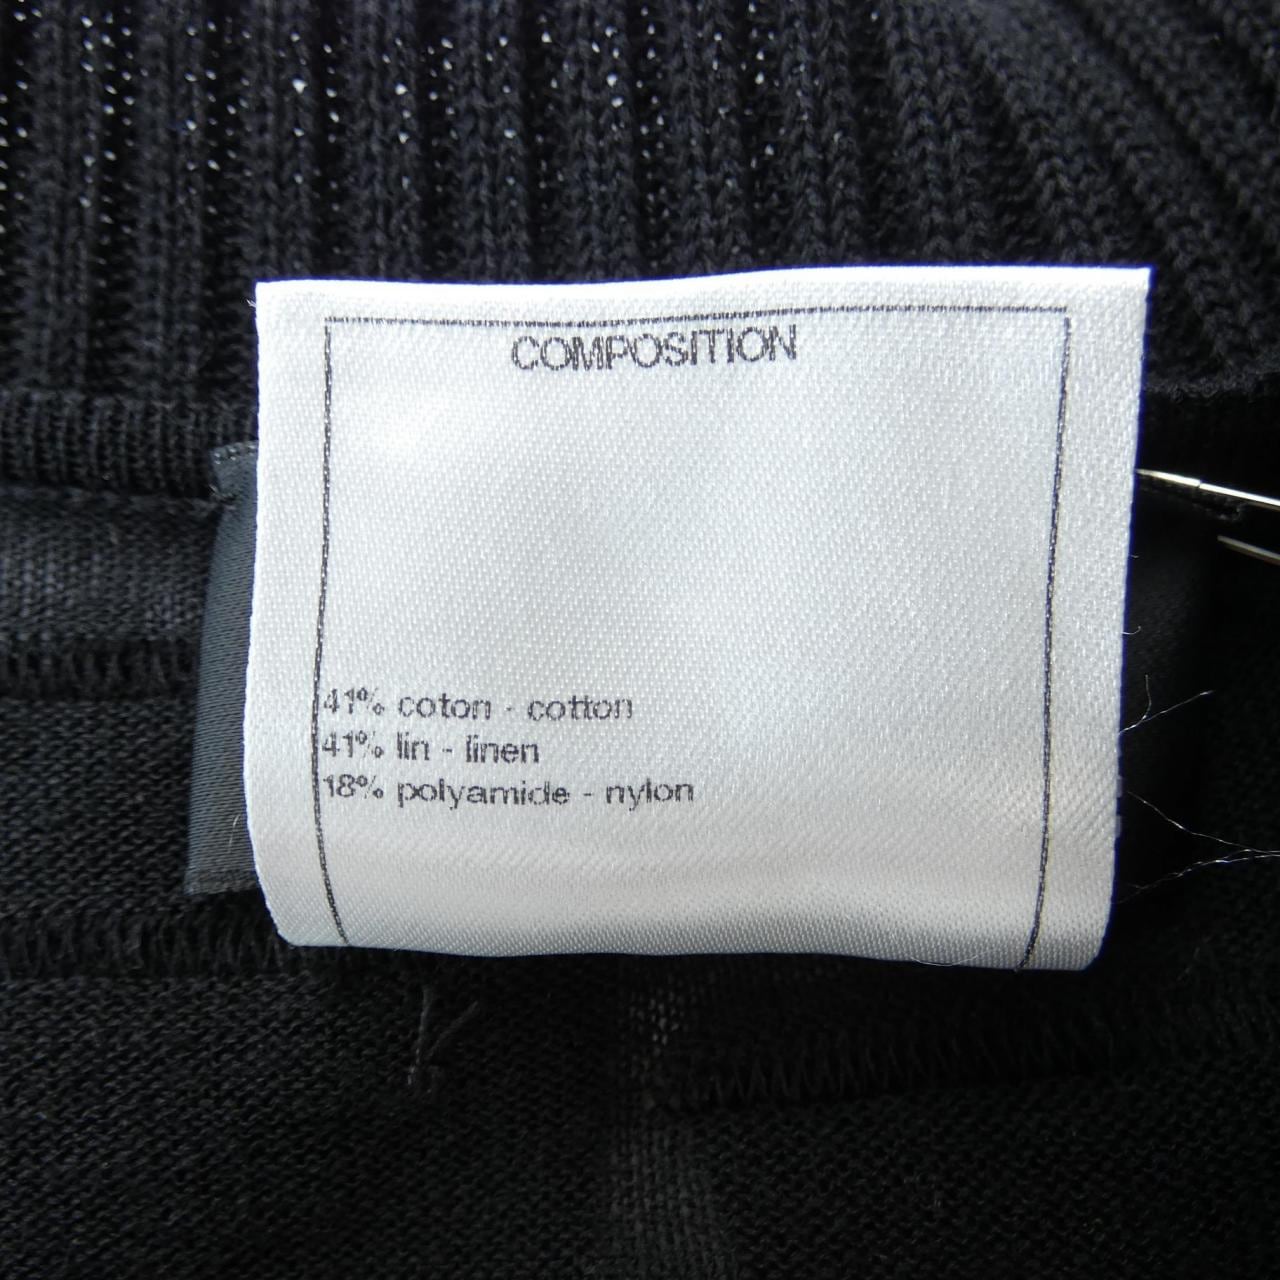 COMPOSITION
41% coton - cotton
41% lin - linen
18% polyamide - nylon